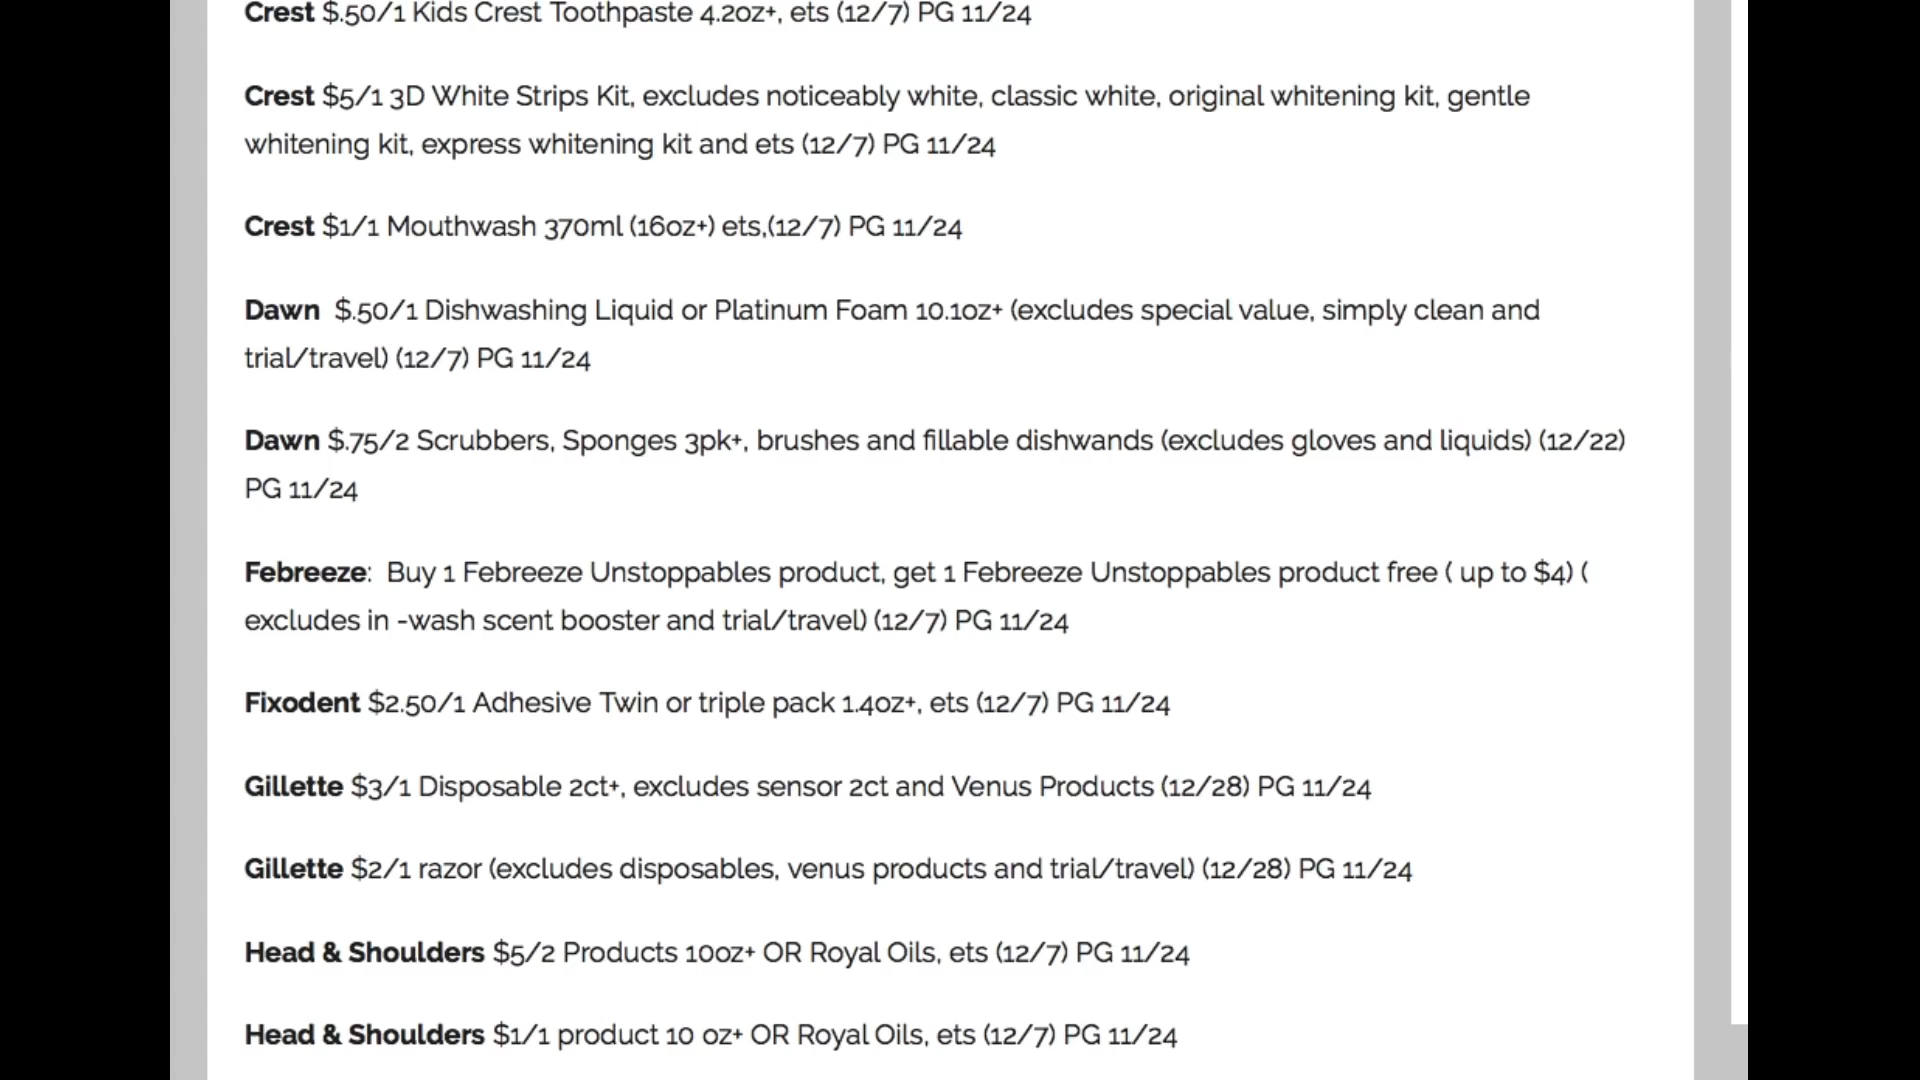 Crest $.50/1 Kids Crest Toothpaste 4.2oz+, ets (12/7) PG 11/24
Crest $5/1 3D White Strips Kit, excludes noticeably white, classic white, original whitening kit, gentle
whitening kit, express whitening kit and ets (12/7) PG 11/24
Crest $1/1 Mouthwash 370ml (16oz+) ets,(12/7) PG 11/24
Dawn  $.50/1 Dishwashing Liquid or Platinum Foam 10.1oz+ (excludes special value, simply clean and
trial/travel) (12/7) PG 11/24
Dawn $.75/2 Scrubbers, Sponges 3pk+, brushes and fillable dishwands (excludes gloves and liquids) (12/22)
PG 11/24
Febreeze:  Buy 1 Febreeze Unstoppables product, get 1 Febreeze Unstoppables product free ( up to $4) (
excludes in -wash scent booster and trial/travel) (12/7) PG 11/24
Fixodent $2.50/1 Adhesive Twin or triple pack 1.4oz+, ets (12/7) PG 11/24
Gillette $3/1 Disposable 2ct+, excludes sensor 2ct and Venus Products (12/28) PG 11/24
Gillette $2/1 razor (excludes disposables, venus products and trial/travel) (12/28) PG 11/24
Head & Shoulders $5/2 Products 10oz+ OR Royal Oils, ets (12/7) PG 11/24
Head & Shoulders $1/1 product 10 oz+ OR Royal Oils, ets (12/7) PG 11/24